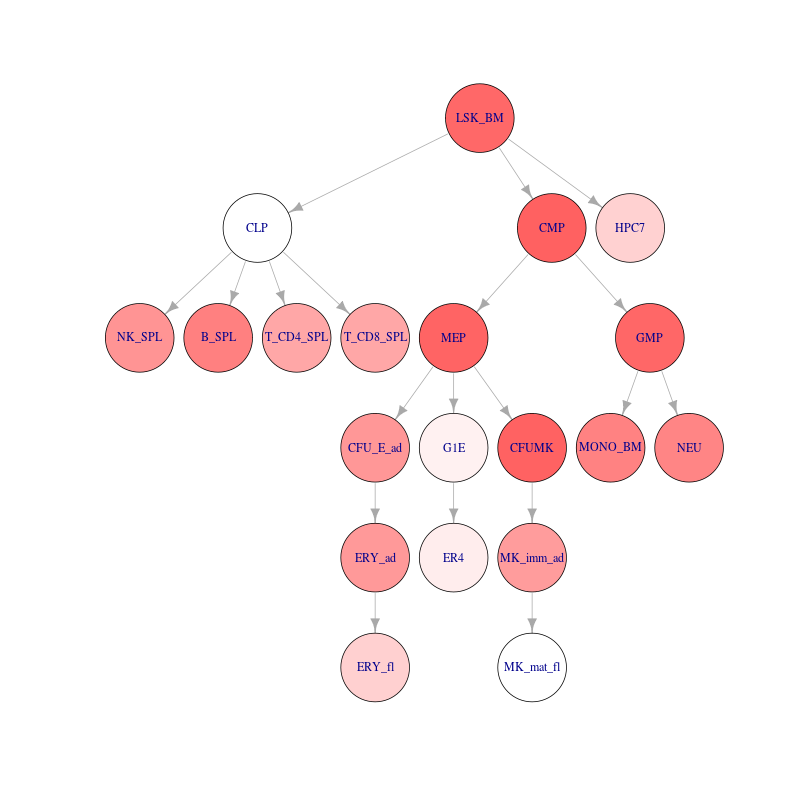 LSK_BM
CLP
CMP
HPC7
NK_SPL
B_SPL
T_CD4_SPL
T_CD8_SPL
MEP
GMP
CFU_E_ad
G1E
CFUMK
MONO_BM
NEU
ERY_ad
ER4
MK_imm_ad
ERY_fl
MK_mat_fl